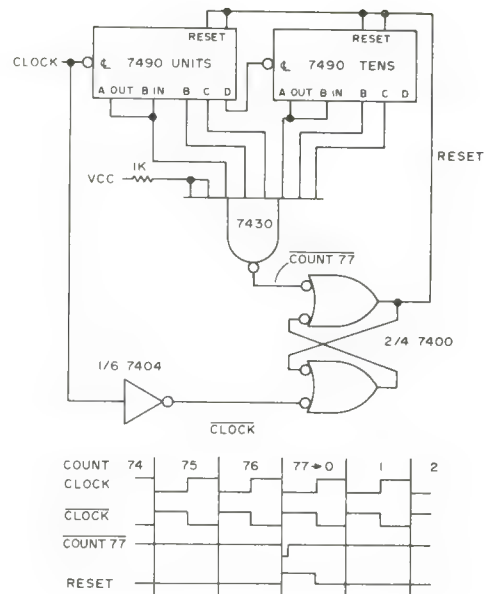 RESET RESET
CLOCK ȼ 7490 UNITS ȼ 7490 TENS
A OUT B IN B C D A OUT B IN B C D
RESET
1K
VCC
7430
COUNT 77
2/4 7400
1/6 7404
CLOCK
COUNT 74 75 76 77→0 1 2
CLOCK
CLOCK
COUNT 77
RESET